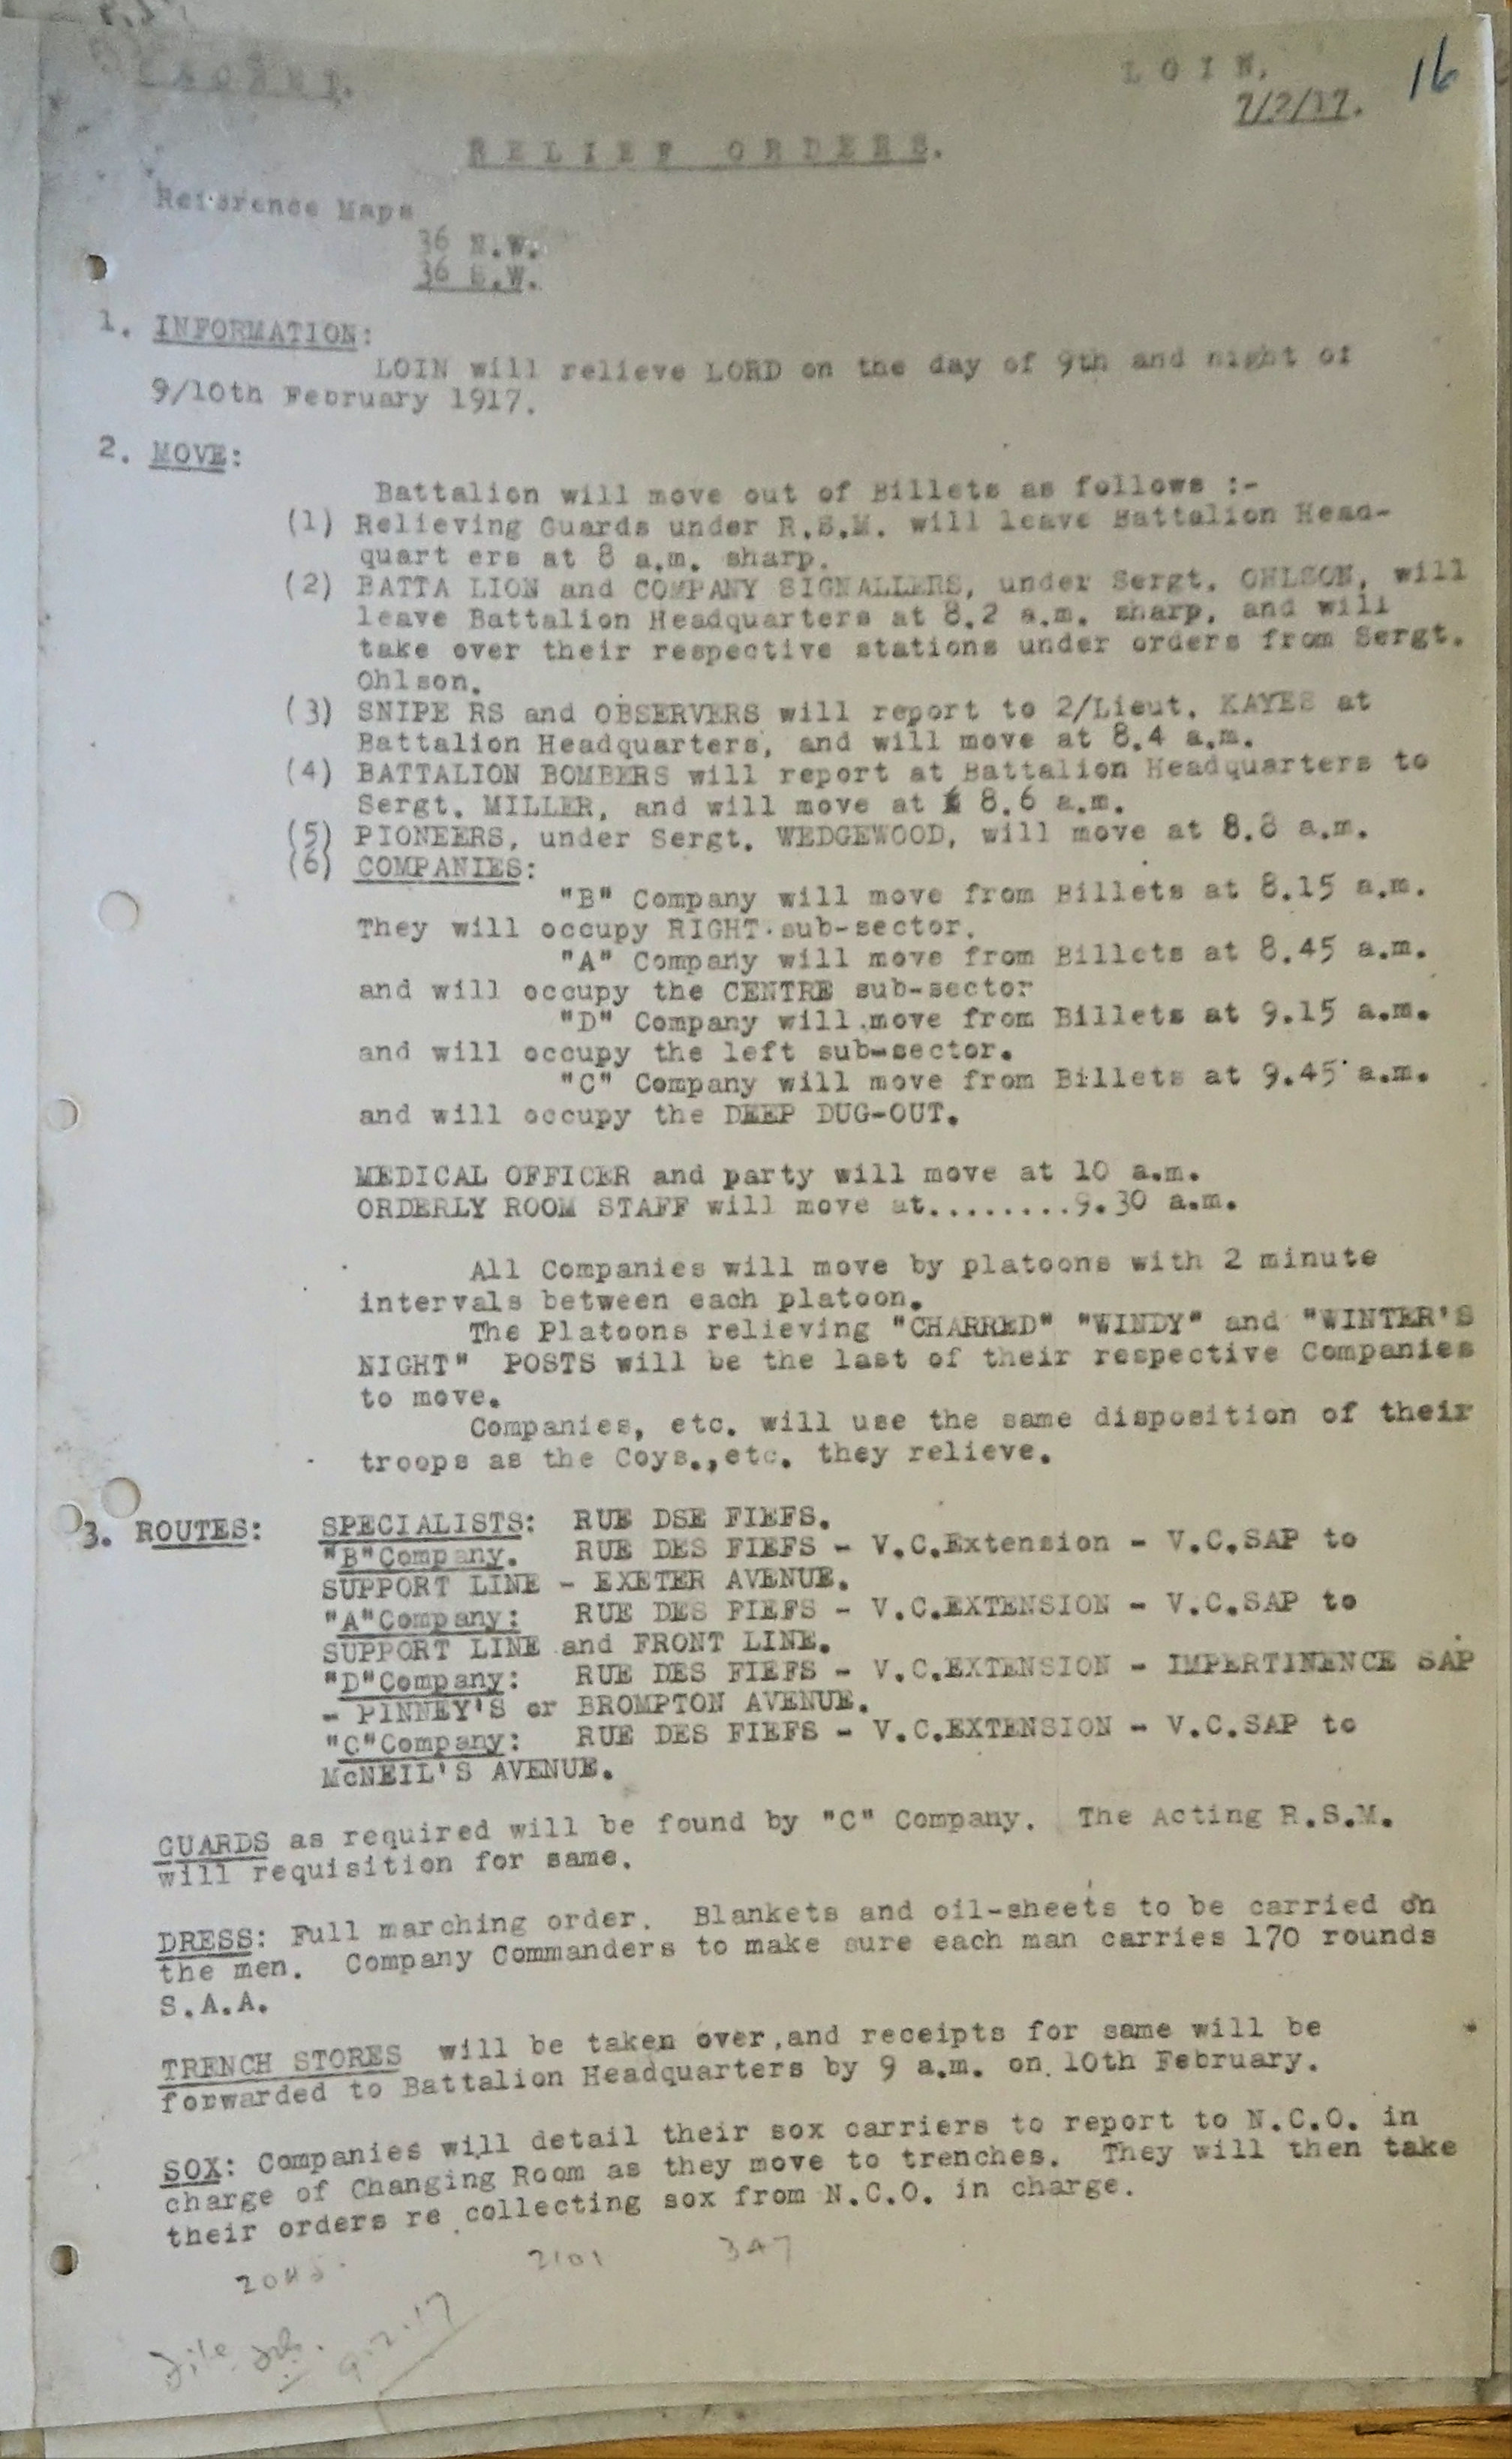 LOIN. 16
7/2/17.
RELIEF ORDERS.
Reference Maps
36 N.W.
36 S.W.
1. INFORMATION:
LOIN will relieve LORD on the day of 9th and night of
9/10th February 1917.
2. MOVE:
Battalion will move out of Billets as follows :-
(1) Relieving Guards under R.S.M. will leave Battalion Head-
quart ers at 8 a.m. sharp.
(2) BATTA LION and COMPANY SIGNALLERS, under Sergt. OHLSON, will
leave Battalion Headquarters at 8.2 a.m. sharp, and will
take over their respective stations under orders from Sergt.
Ohlson.
(3) SNIPE RS and OBSERVERS will report to 2/Lieut. KAYES at
Battalion Headquarters, and will move at 8.4 a.m.
(4) BATTALION BOMBERS will report at Battalion Headquarters to
Sergt. MILLER, and will move at 8.6 a.m.
(5) PIONEERS, under Sergt. WEDGEWOOD, will move at 8.8 a.m.
(6) COMPANIES:
"B" Company will move from Billets at 8.15 a.m.
They will occupy RIGHT sub-sector.
"A" Company will move from Billets at 8.45 a.m.
and will occupy the CENTRE sub-sector
"D" Company will move from Billets at 9.15 a.m.
and will occupy the left sub-sector.
"C" Company will move from Billets at 9.45 a.m.
and will occupy the DEEP DUG-OUT.
MEDICAL OFFICER and party will move at 10 a.m.
ORDERLY ROOM STAFF will move at.........9.30 a.m.
All Companies will move by platoons with 2 minute
intervals between each platoon.
The Platoons relieving "CHARRED" "WINDY" and "WINTER'S
NIGHT" POSTS will be the last of their respective Companies
to move.
Companies, etc. will use the same disposition of their
troops as the Coys.,etc. they relieve.
3. ROUTES: SPECIALISTS: RUE DSE FIEFS.
"B"Company. RUE DES FIEFS - V.C.Extension - V.C.SAP to
SUPPORT LINE - EXETER AVENUE.
"A"Company: RUE DES FIEFS - V.C.EXTENSION - V.C.SAP to
SUPPORT LINE and FRONT LINE.
"D"Company: RUE DES FIEFS - V.C.EXTENSION - IMPERTINENCE SAP
- PINNEY'S or BROMPTON AVENUE.
"C"Company: RUE DES FIEFS - V.C.EXTENSION - V.C.SAP to
McNEIL'S AVENUE.
GUARDS as required will be found by "C" Company. The Acting R.S.M.
will requisition for same.
DRESS: Full marching order. Blankets and oil-sheets to be carried on
the men. Company Commanders to make sure each man carries 170 rounds
S.A.A.
TRENCH STORES will be taken over,and receipts for same will be
forwarded to Battalion Headquarters by 9 a.m. on 10th February.
SOX: Companies will detail their sox carriers to report to N.C.O. in
charge of Changing Room as they move to trenches. They will then take
their orders re collecting sox from N.C.O. in charge.
2101 347
File
9.2.17